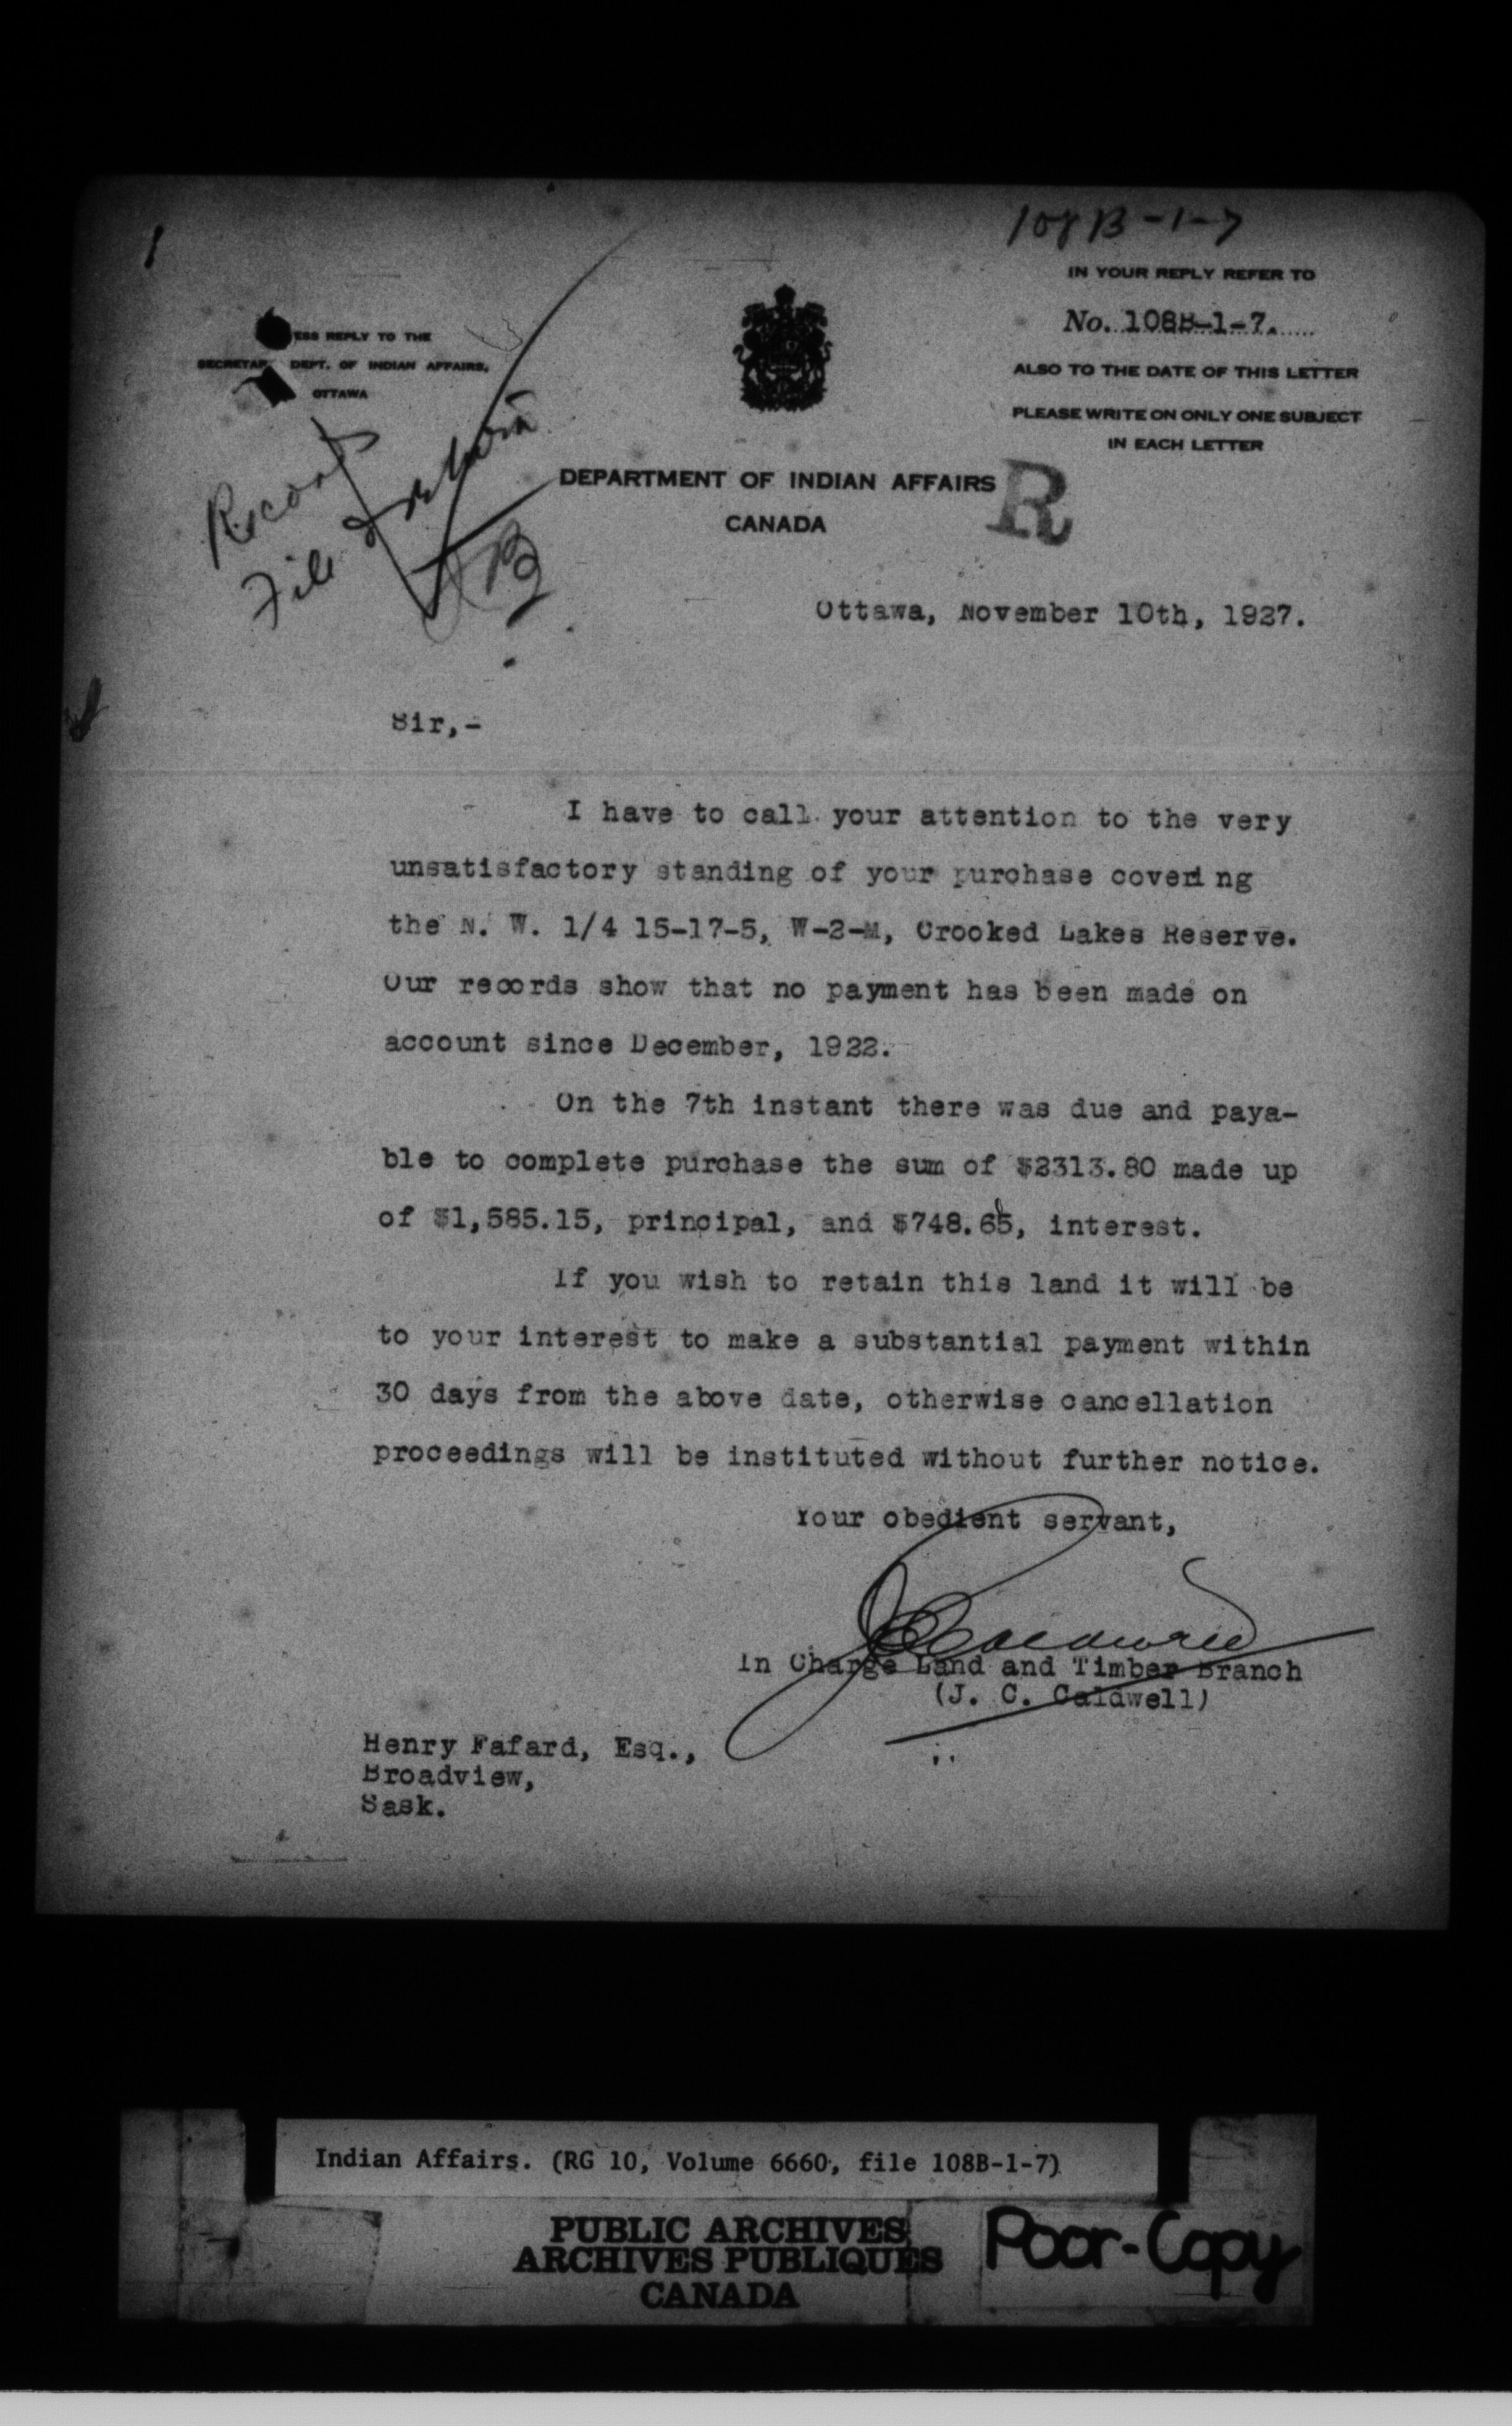 108B-1-7
IN YOUR REPLY REFER TO
No. 108B-1-7.
ALSO TO THE DATE OF THIS LETTER
PLEASE WRITE ON ONLY ONE SUBJECT
IN EACH LETTER
ESS REPLY TO THE
SECRETAR DEPT. OF INDIAN AFFAIRS,
OTTAWA
File
DEPARTMENT OF INDIAN AFFAIRS
R
CANADA
Ottawa, November 10th, 1927.
Sir,-
I have to call your attention to the very
unsatisfactory standing of your purchase covering
the N. W. 1/4 15-17-5, W-2-M, Crooked Lakes Reserve.
Our records show that no payment has been made on
account since December, 1922.
On the 7th instant there was due and paya-
ble to complete purchase the sum of $2313.80 made up
of $1,585.15, principal, and $748.65, interest.
If you wish to retain this land it will be
to your interest to make a substantial payment within
30 days from the above date, otherwise cancellation
proceedings will be instituted without further notice.
Your obedient servant,
J C Caldwell
In Charge Land and Timber Branch
(J. C. Caldwell)
Henry Fafard, Esq.,
Broadview,
Sask.
Indian Affairs. (RG 10, Volume 6660, file 108B-1-7)
PUBLIC ARCHIVES
ARCHIVES PUBLIQUES
CANADA
Poor-Copy